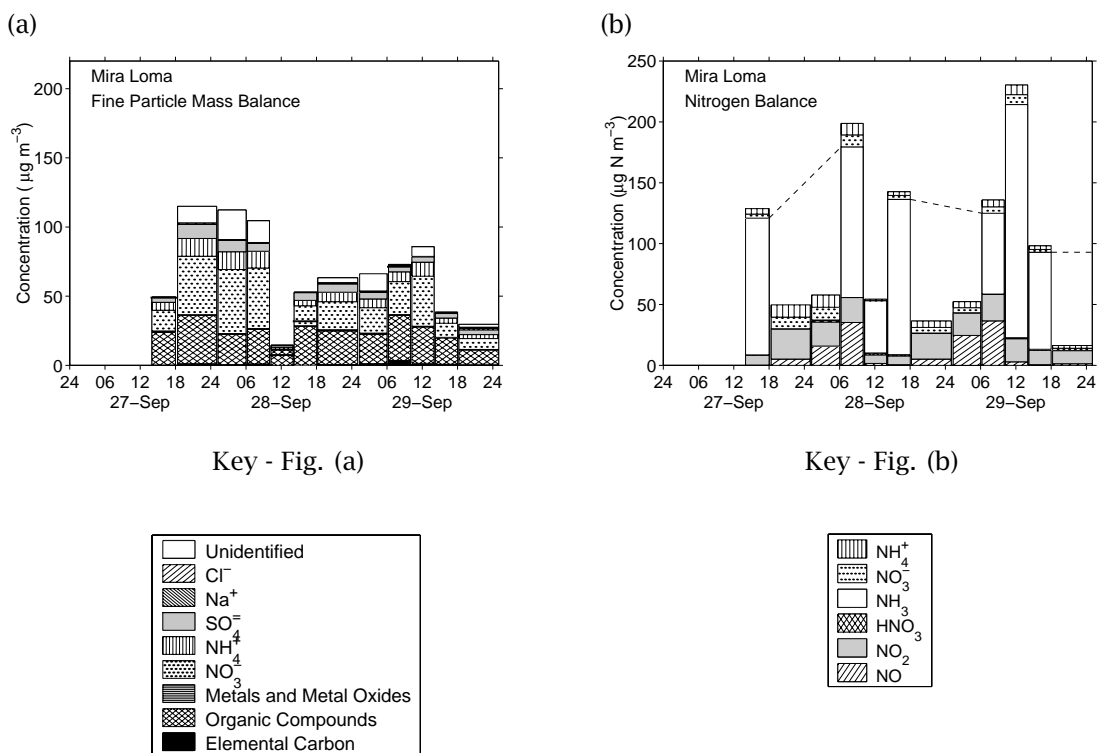 (a)
Mira Loma
Fine Particle Mass Balance
Concentration ( μg m−3)
200
150
100
50
0
24 06 12 18 24 06 12 18 24 06 12 18 24
27−Sep 28−Sep 29−Sep
Key - Fig. (a)
Unidentified
Cl−
Na+
SO4=
NH4+
NO3−
Metals and Metal Oxides
Organic Compounds
Elemental Carbon
(b)
Mira Loma
Nitrogen Balance
Concentration (μg N m−3)
250
200
150
100
50
0
24 06 12 18 24 06 12 18 24 06 12 18 24
27−Sep 28−Sep 29−Sep
Key - Fig. (b)
NH4+
NO3−
NH3
HNO3
NO2
NO